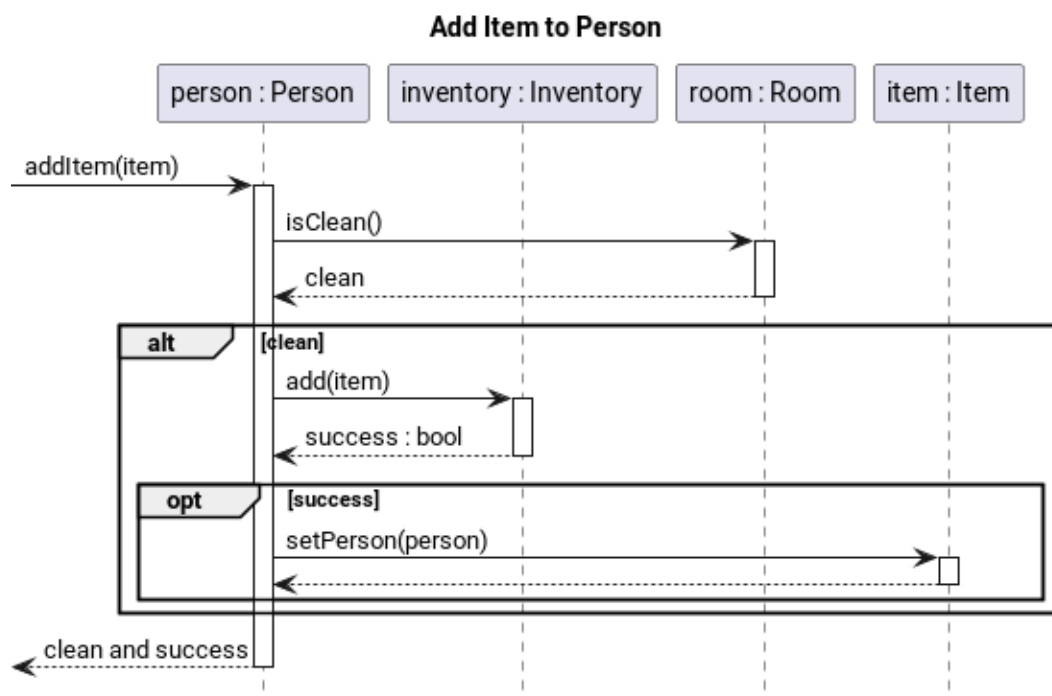 Add Item to Person
person : Person
inventory : Inventory
room : Room
item : Item
addItem(item)
isClean()
clean
alt
[clean]
add(item)
success : bool
opt
[success]
setPerson(person)
clean and success